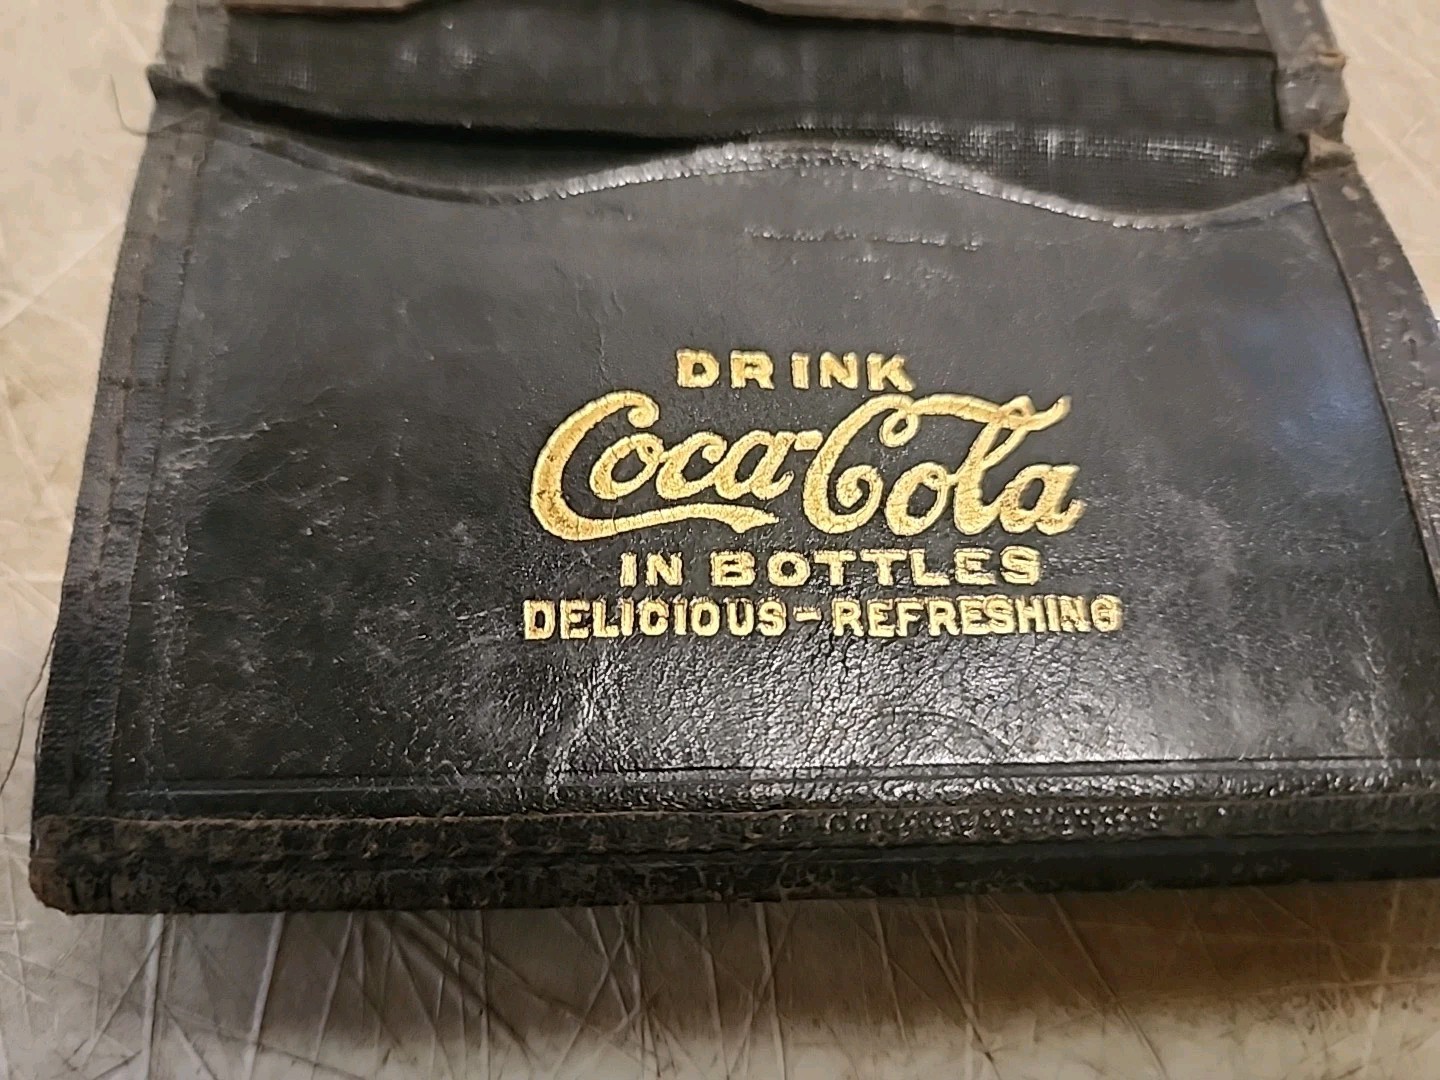 DRINK
Coca-Cola
IN BOTTLES
DELICIOUS-REFRESHING